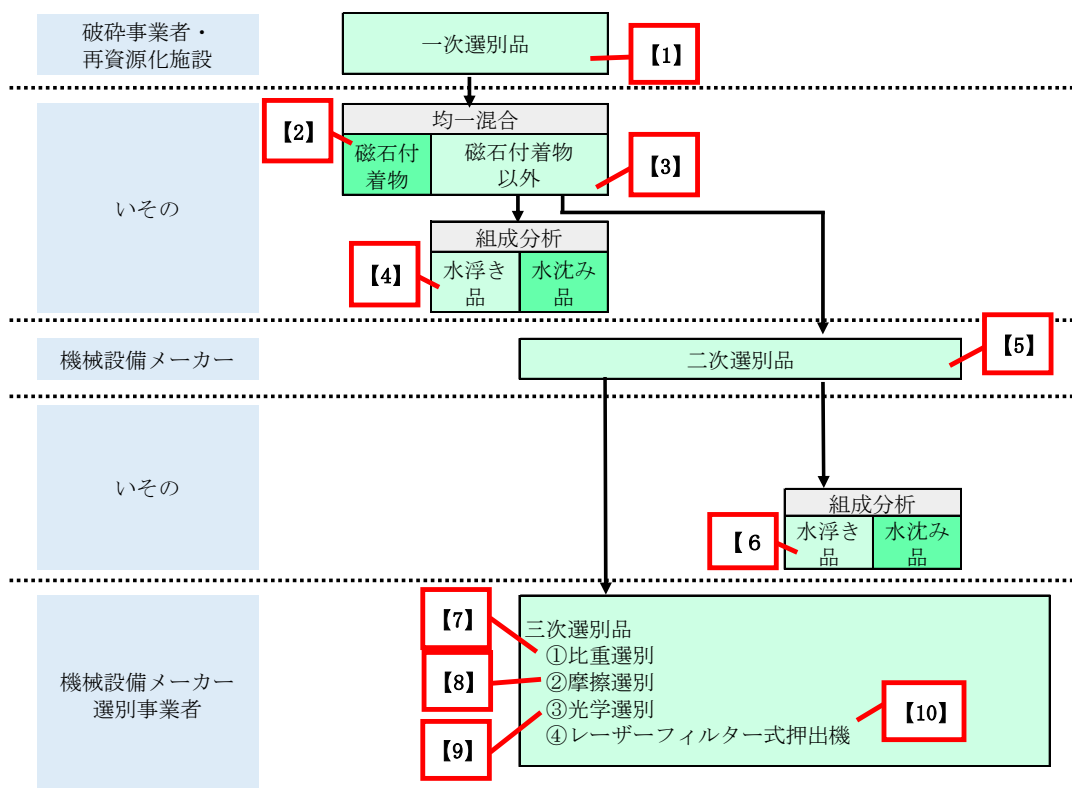 破砕事業者・
再資源化施設
一次選別品
【1】
いその
均一混合
【2】
磁石付
着物
磁石付着物
以外
【3】
組成分析
【4】
水浮き
品
水沈み
品
機械設備メーカー
二次選別品
【5】
いその
組成分析
【6
水浮き
品
水沈み
品
機械設備メーカー
選別事業者
【7】
【8】
【9】
三次選別品
①比重選別
②摩擦選別
③光学選別
④レーザーフィルター式押出機
【10】